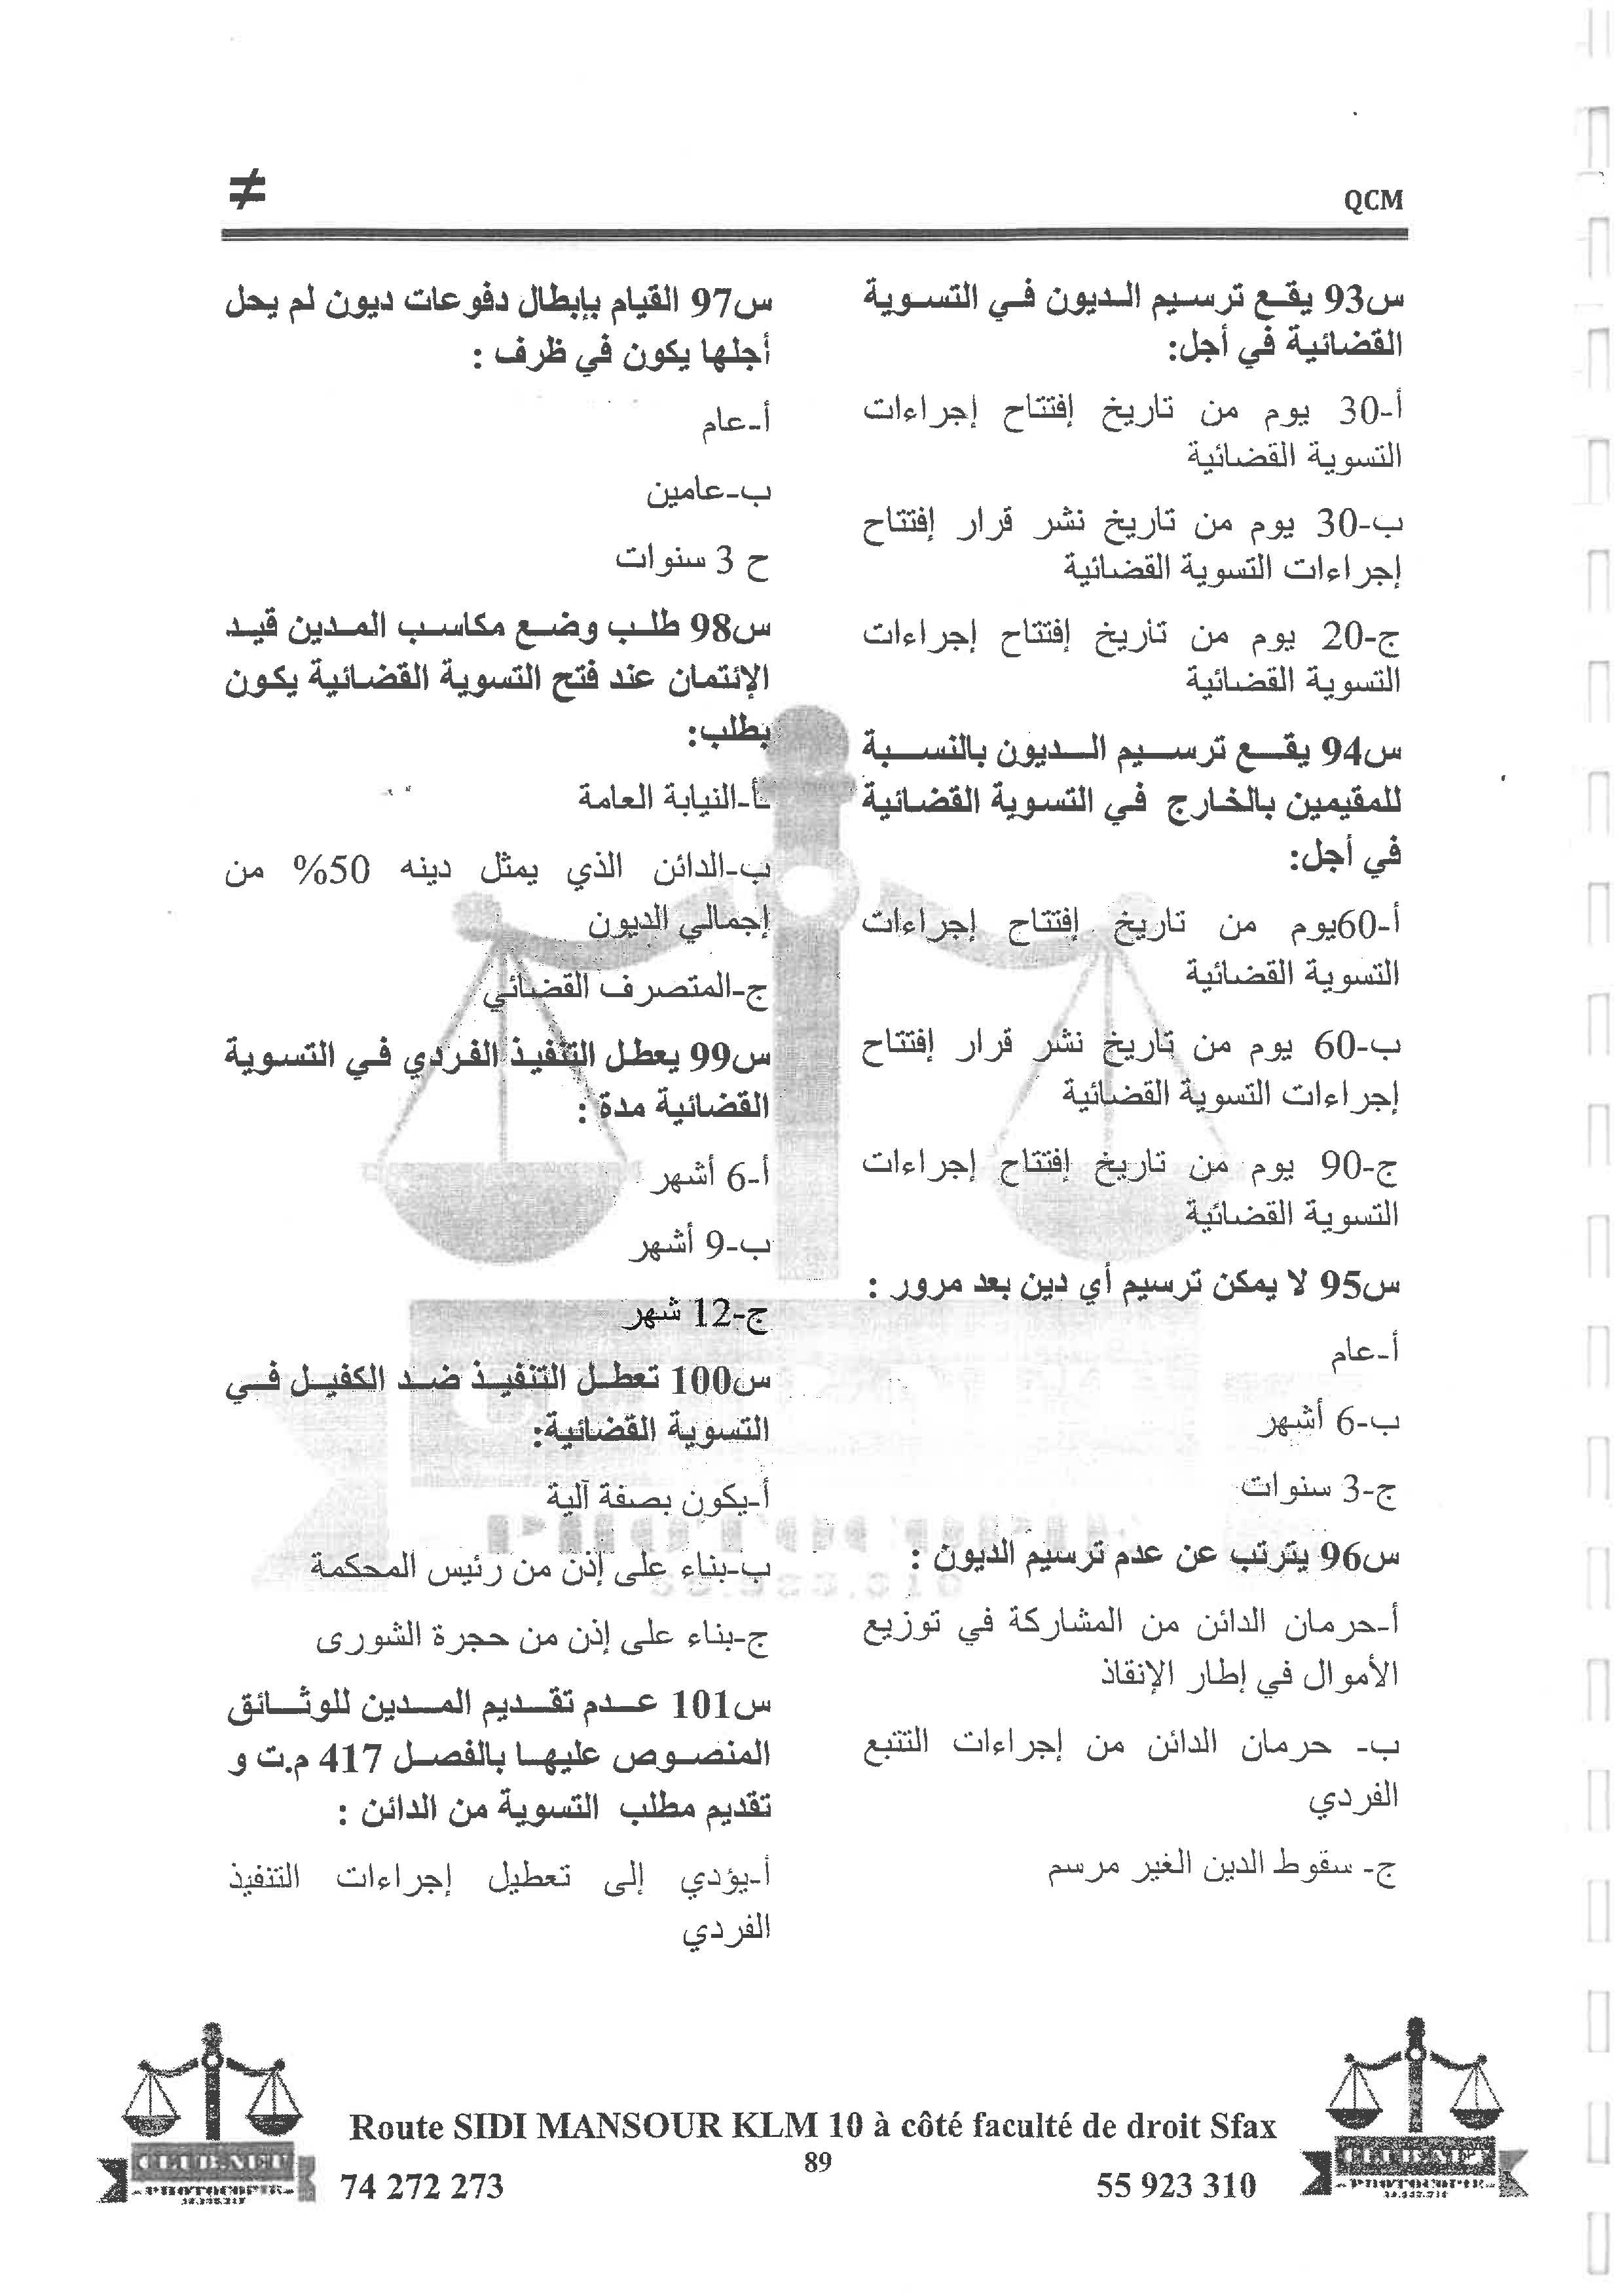 ≠
QCM
س93 يقع ترسيم الديون في التسوية
القضائية في أجل:
أ-30 يوم من تاريخ إفتتاح إجراءات
التسوية القضائية
ب-30 يوم من تاريخ نشر قرار إفتتاح
إجراءات التسوية القضائية
ج-20 يوم من تاريخ إفتتاح إجراءات
التسوية القضائية
س94 يقع ترسيم الديون بالنسبة
للمقيمين بالخارج في التسوية القضائية
في أجل:
أ-60يوم من تاريخ إفتتاح إجراءات
التسوية القضائية
ب-60 يوم من تاريخ نشر قرار إفتتاح
إجراءات التسوية القضائية
ج-90 يوم من تاريخ إفتتاح إجراءات
التسوية القضائية
س95 لا يمكن ترسيم أي دين بعد مرور :
أ-عام
ب-6 أشهر
ج-3 سنوات
س96 يترتب عن عدم ترسيم الديون :
أ-حرمان الدائن من المشاركة في توزيع
الأموال في إطار الإنقاذ
ب- حرمان الدائن من إجراءات التتبع
الفردي
ج- سقوط الدين الغير مرسم
س97 القيام بإبطال دفوعات ديون لم يحل
أجلها يكون في ظرف :
أ-عام
ب-عامين
ح 3 سنوات
س98 طلب وضع مكاسب المدين قيد
الإئتمان عند فتح التسوية القضائية يكون
بطلب:
أ-النيابة العامة
ب-الدائن الذي يمثل دينه 50% من
إجمالي الديون
ج-المتصرف القضائي
س99 يعطل التنفيذ الفردي في التسوية
القضائية مدة :
أ-6 أشهر
ب-9 أشهر
ج-12 شهر
س100 تعطل التنفيذ ضد الكفيل في
التسوية القضائية:
أ-يكون بصفة آلية
ب-بناء على إذن من رئيس المحكمة
ج-بناء على إذن من حجرة الشورى
س101 عدم تقديم المدين للوثائق
المنصوص عليها بالفصل 417 م.ت و
تقديم مطلب التسوية من الدائن :
أ-يؤدي إلى تعطيل إجراءات التنفيذ
الفردي
Route SIDI MANSOUR KLM 10 à côté faculté de droit Sfax
89
74 272 273
55 923 310
CLUB.NET
PHOTOCOPIE
CLUB.NET
PHOTOCOPIE